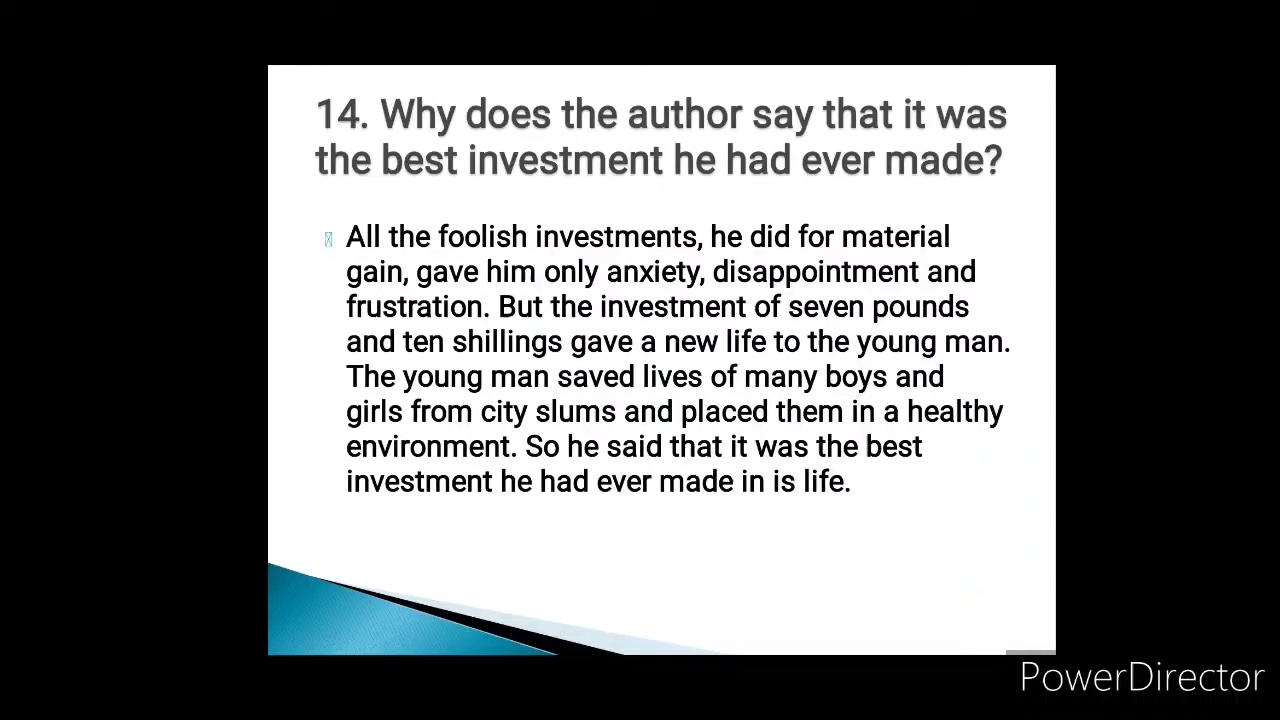 14. Why does the author say that it was
the best investment he had ever made?
All the foolish investments, he did for material
gain, gave him only anxiety, disappointment and
frustration. But the investment of seven pounds
and ten shillings gave a new life to the young man.
The young man saved lives of many boys and
girls from city slums and placed them in a healthy
environment. So he said that it was the best
investment he had ever made in is life.
PowerDirector